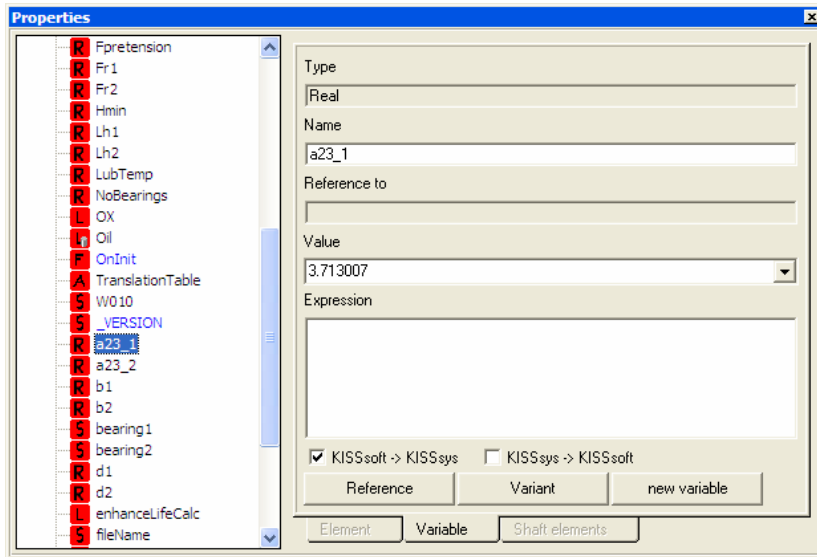 Properties
Fpretension
Fr1
Fr2
Hmin
Lh1
Lh2
LubTemp
NoBearings
OX
Oil
OnInit
TranslationTable
W010
_VERSION
a23_1
a23_2
b1
b2
bearing1
bearing2
d1
d2
enhanceLifeCalc
fileName
Type
Real
Name
a23_1
Reference to
Value
3.713007
Expression
KISSsoft -> KISSsys KISSsys -> KISSsoft
Reference Variant new variable
Element Variable Shaft elements